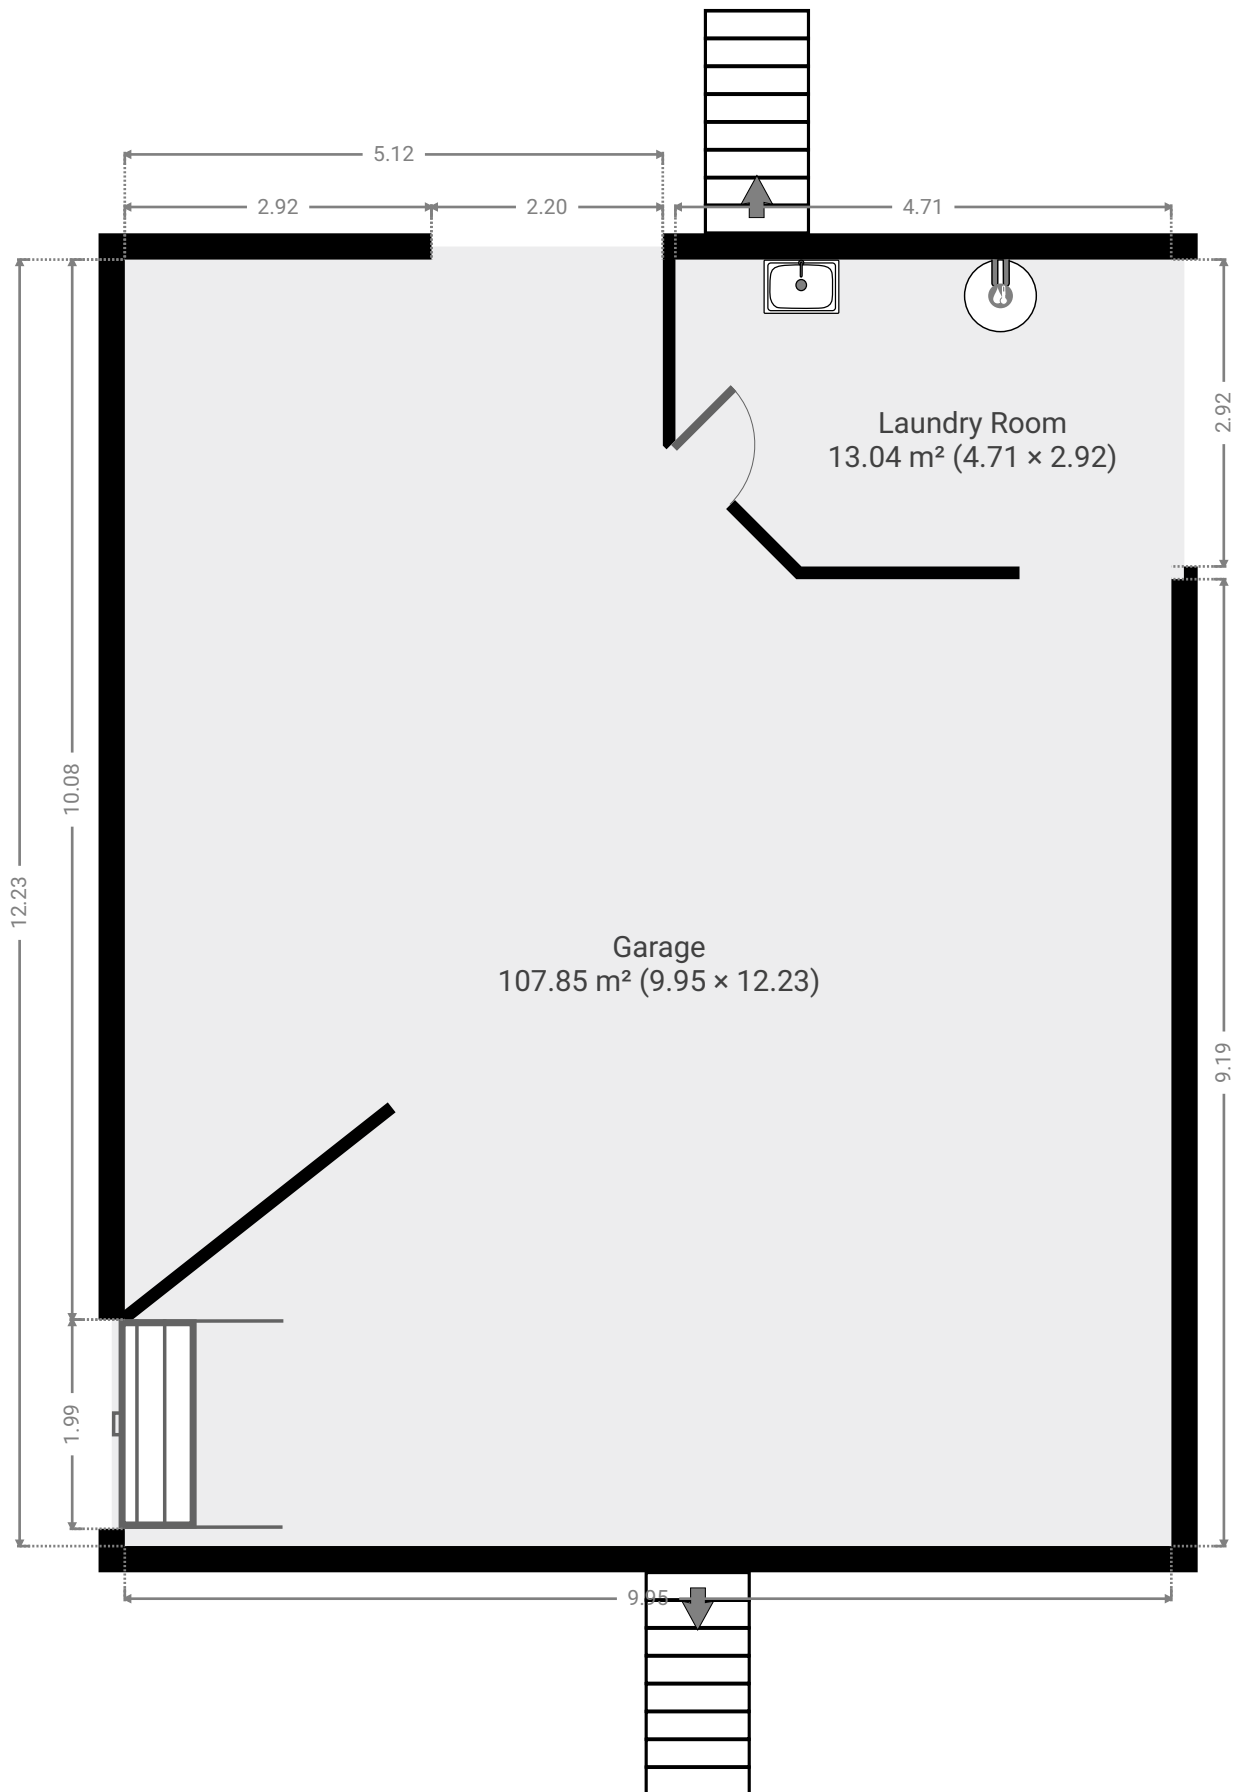 5.12
2.92
2.20
4.71
2.92
Laundry Room
13.04 m² (4.71 × 2.92)
10.08
12.23
Garage
107.85 m² (9.95 × 12.23)
9.19
1.99
9.95